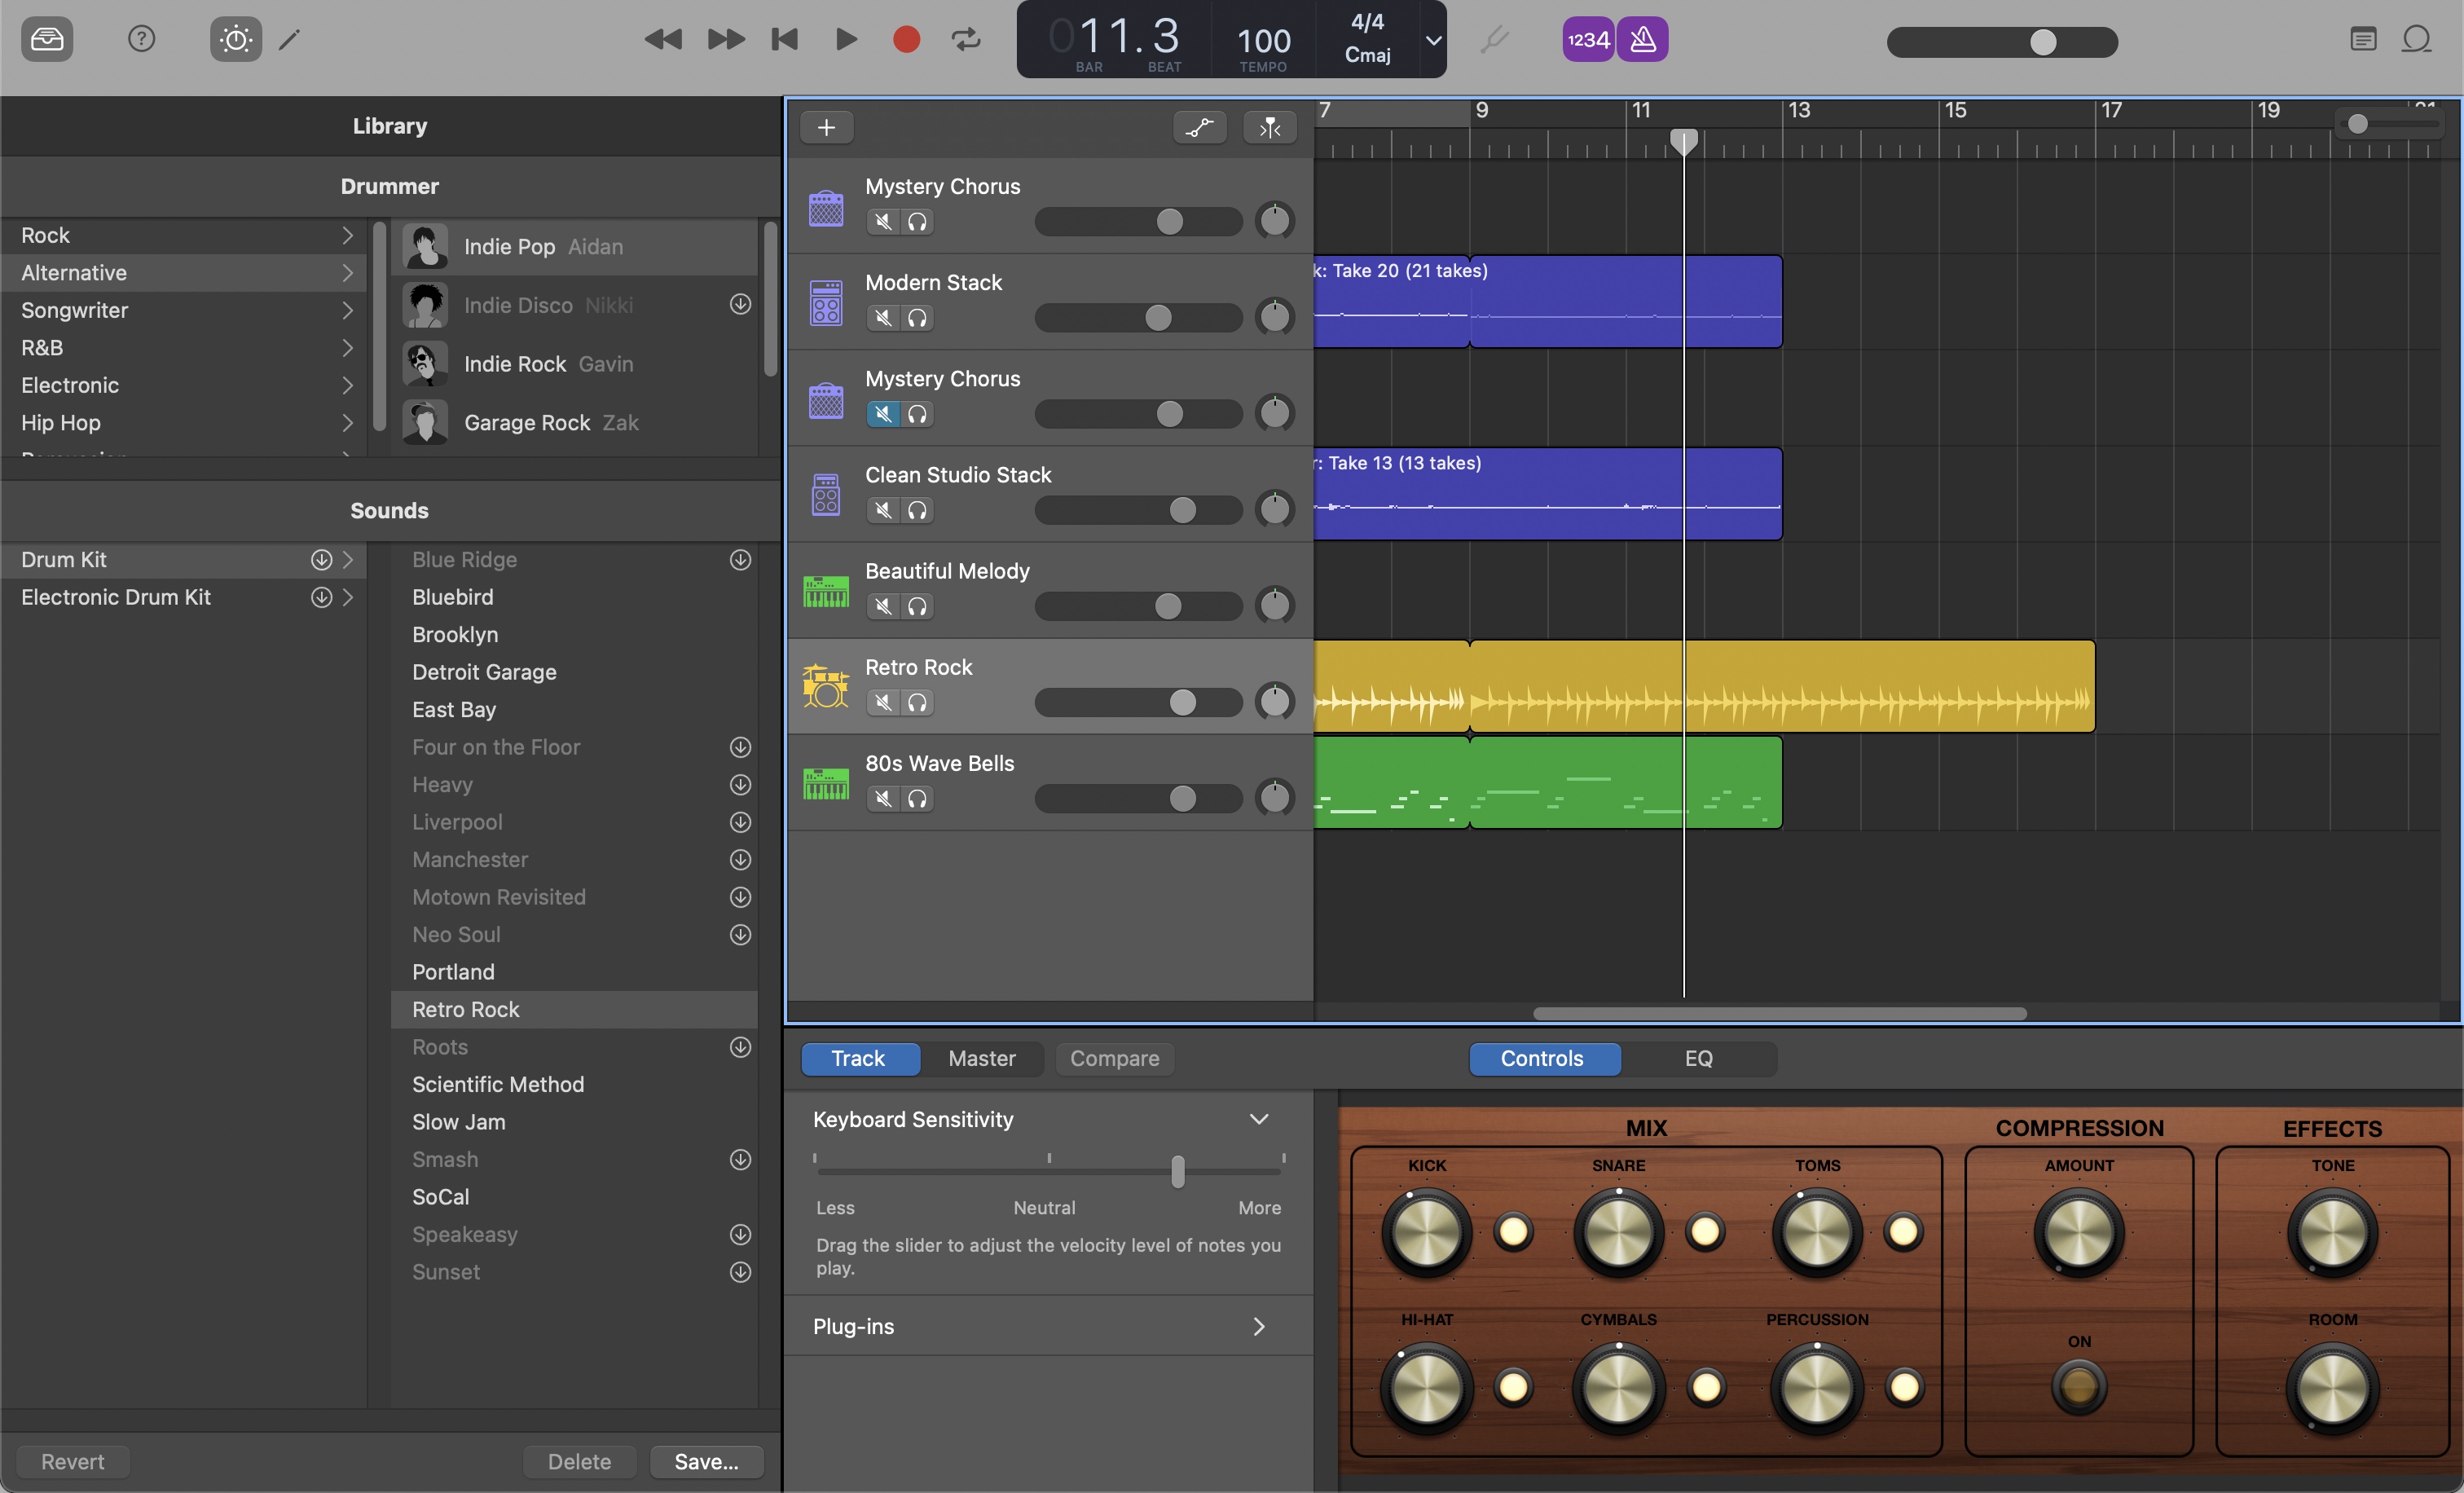 011.3
BAR
BEAT
100
TEMPO
4/4
Cmaj
1234
Library
Drummer
Rock
Alternative
Songwriter
R&B
Electronic
Hip Hop
Indie Pop Aidan
Indie Disco Nikki
Indie Rock Gavin
Garage Rock Zak
Sounds
Drum Kit
Electronic Drum Kit
Blue Ridge
Bluebird
Brooklyn
Detroit Garage
East Bay
Four on the Floor
Heavy
Liverpool
Manchester
Motown Revisited
Neo Soul
Portland
Retro Rock
Roots
Scientific Method
Slow Jam
Smash
SoCal
Speakeasy
Sunset
Revert
Delete
Save...
7 9 11 13 15 17 19
Mystery Chorus
Modern Stack
k: Take 20 (21 takes)
Mystery Chorus
Clean Studio Stack
r: Take 13 (13 takes)
Beautiful Melody
Retro Rock
80s Wave Bells
Track
Master
Compare
Controls
EQ
Keyboard Sensitivity
Less
Neutral
More
Drag the slider to adjust the velocity level of notes you
play.
Plug-ins
MIX
COMPRESSION
EFFECTS
KICK
SNARE
TOMS
AMOUNT
TONE
HI-HAT
CYMBALS
PERCUSSION
ON
ROOM